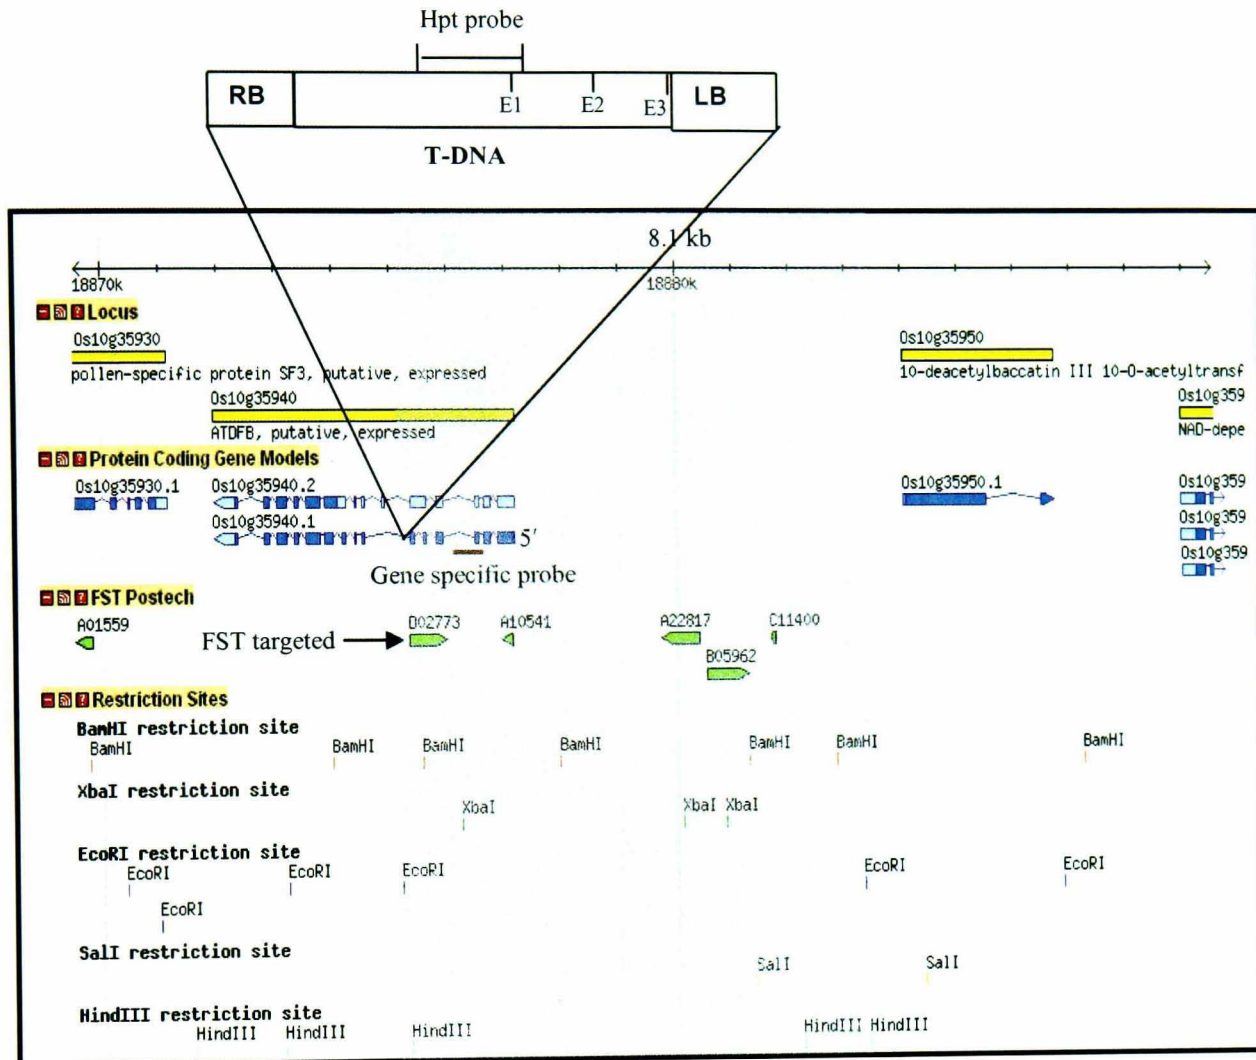 Hpt probe
RB
E1
E2
E3
LB
T-DNA
8.1 kb
18870k
18880k
Locus
Os10g35930
Os10g35950
pollen-specific protein SF3, putative, expressed
10-deacetylbaccatin III 10-O-acetyltransf
Os10g35940
Os10g359
ATDFB, putative, expressed
NAD-depe
Protein Coding Gene Models
Os10g35930.1
Os10g35940.2
Os10g35950.1
Os10g359
Os10g35940.1
5′
Os10g359
Gene specific probe
Os10g359
FST Postech
A01559
FST targeted
D02773
A10541
A22817
C11400
B05962
Restriction Sites
BamHI restriction site
BamHI
BamHI
BamHI
BamHI
BamHI
BamHI
BamHI
XbaI restriction site
XbaI
XbaI
XbaI
EcoRI restriction site
EcoRI
EcoRI
EcoRI
EcoRI
EcoRI
EcoRI
SalI restriction site
SalI
SalI
HindIII restriction site
HindIII
HindIII
HindIII
HindIII
HindIII